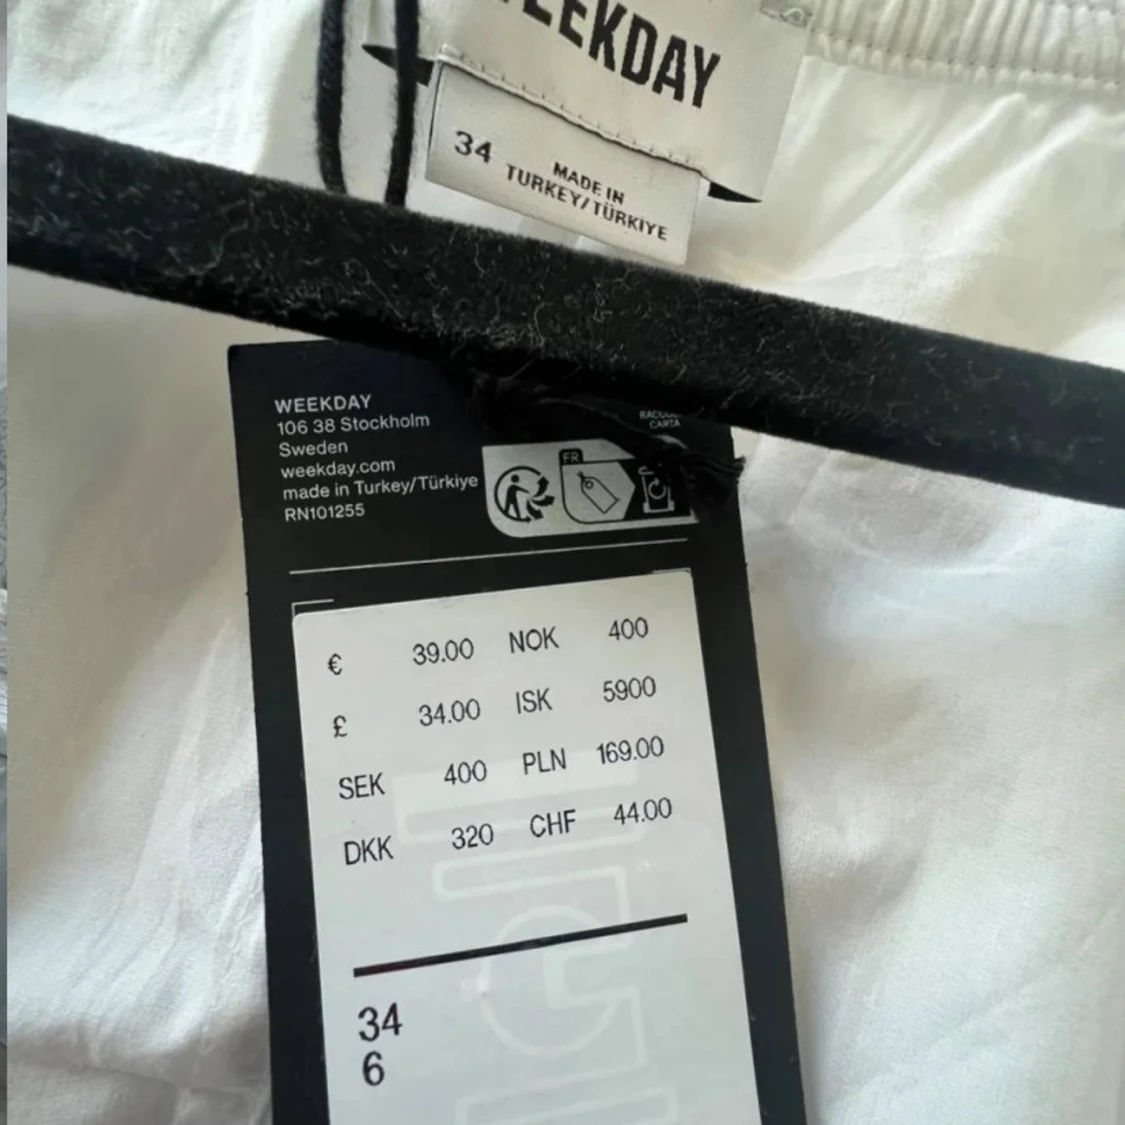 WEEKDAY
34
MADE IN
TURKEY/TÜRKIYE
WEEKDAY
106 38 Stockholm
Sweden
weekday.com
made in Turkey/Türkiye
RN101255
CARTA
FR
€ 39.00 NOK 400
£ 34.00 ISK 5900
SEK 400 PLN 169.00
DKK 320 CHF 44.00
34
6